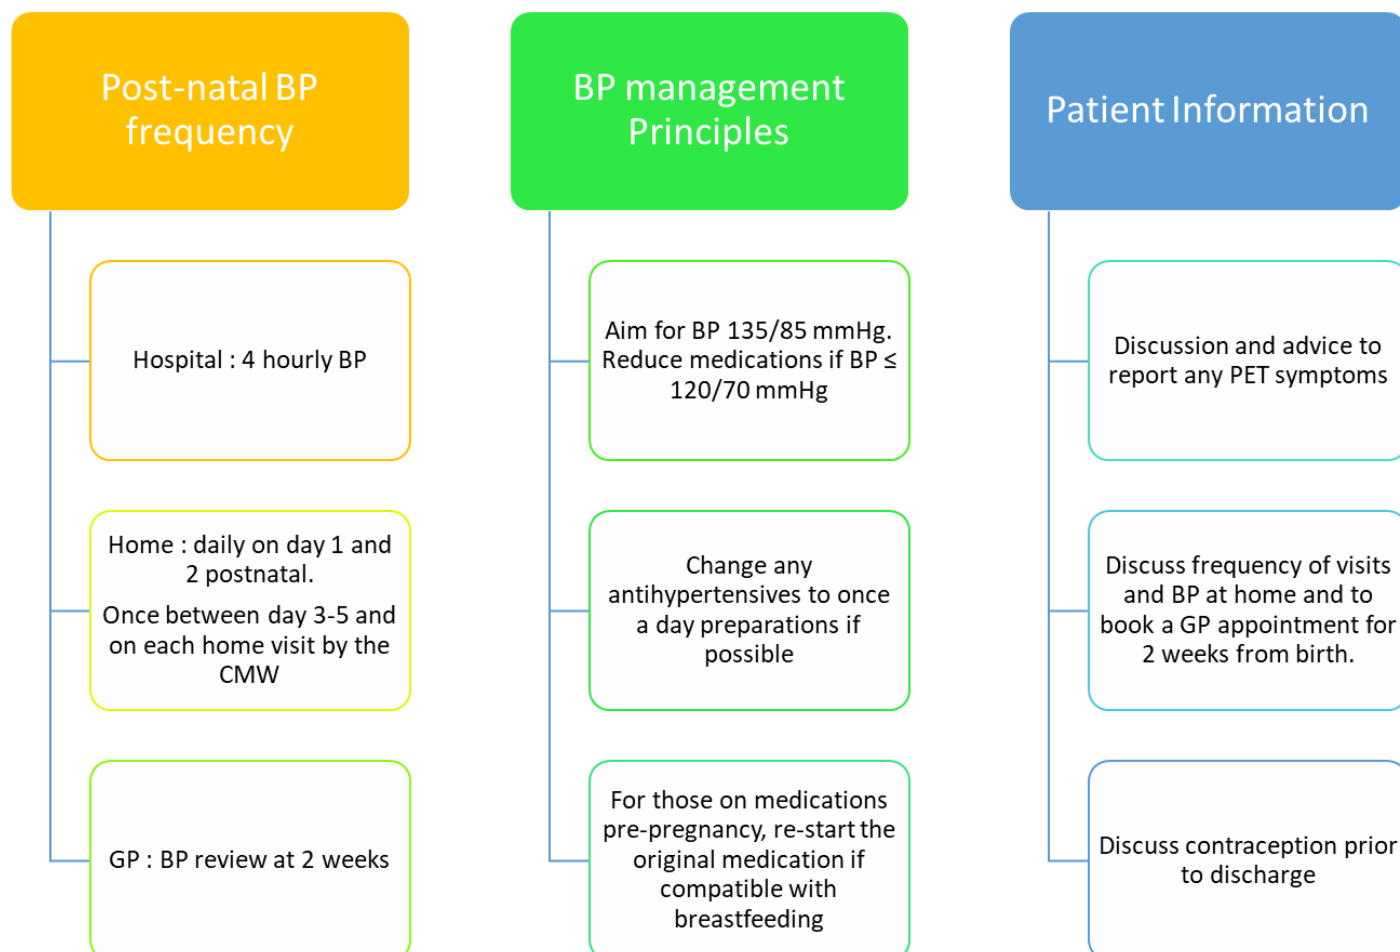 Post-natal BP
frequency
Hospital : 4 hourly BP
Home : daily on day 1 and
2 postnatal.
Once between day 3-5 and
on each home visit by the
CMW
GP : BP review at 2 weeks
BP management
Principles
Aim for BP 135/85 mmHg.
Reduce medications if BP ≤
120/70 mmHg
Change any
antihypertensives to once
a day preparations if
possible
For those on medications
pre-pregnancy, re-start the
original medication if
compatible with
breastfeeding
Patient Information
Discussion and advice to
report any PET symptoms
Discuss frequency of visits
and BP at home and to
book a GP appointment for
2 weeks from birth.
Discuss contraception prior
to discharge